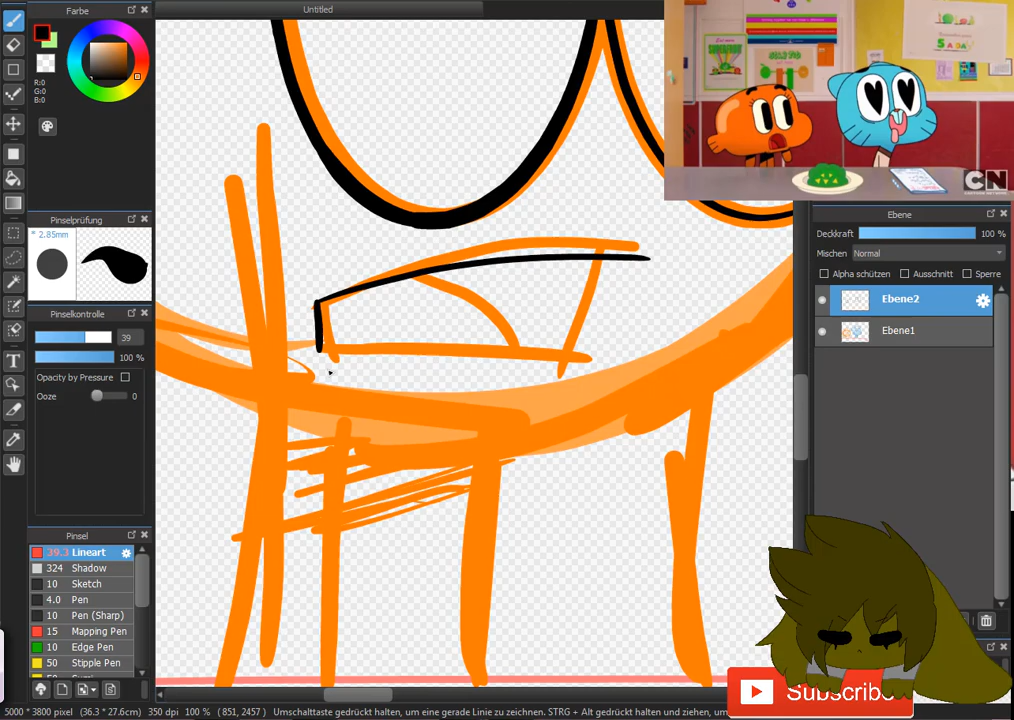 Farbe
Untitled
R:0
G:0
B:0
Pinselprüfung
* 2.85mm
Pinselkontrolle
39
100 %
Opacity by Pressure
Ooze
0
Pinsel
39.3 Lineart
324 Shadow
10 Sketch
4.0 Pen
10 Pen (Sharp)
15 Mapping Pen
10 Edge Pen
50 Stipple Pen
5000 * 3800 pixel (36.3 * 27.6cm) 350 dpi 100 % ( 851, 2457 ) Umschalttaste gedrückt halten, um eine gerade Linie zu zeichnen. STRG + Alt gedrückt halten und ziehen, um
5 A DAY
CN
CARTOON NETWORK
Ebene
Deckkraft
100 %
Mischen
Normal
Alpha schützen
Ausschnitt
Sperre
Ebene2
Ebene1
Subscribe